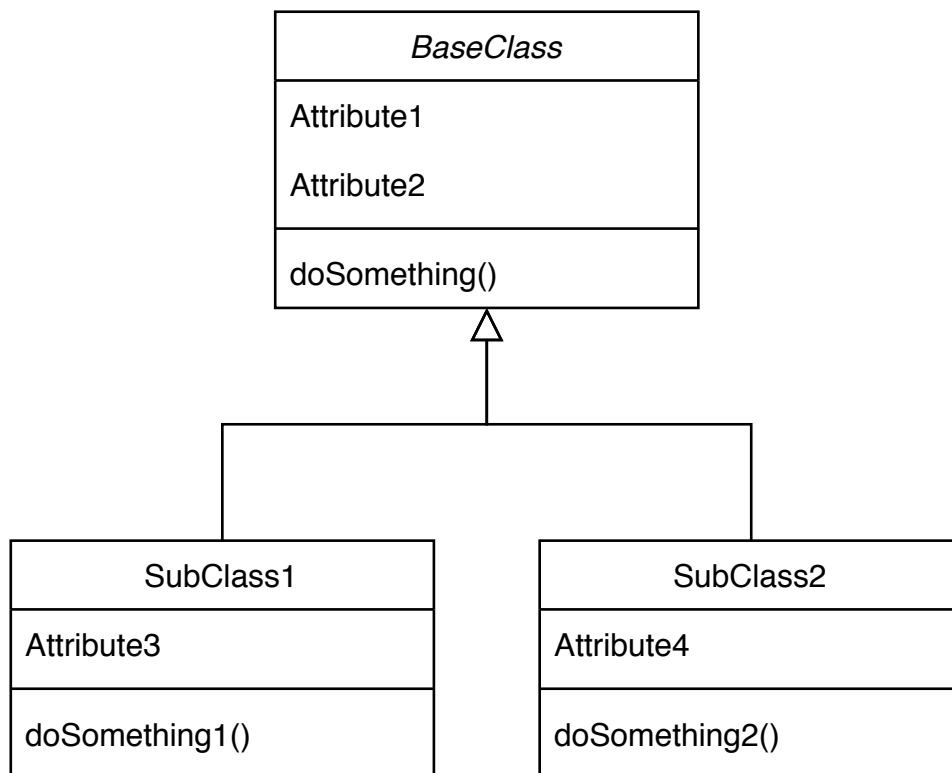 BaseClass
Attribute1
Attribute2
doSomething()
SubClass1
Attribute3
doSomething1()
SubClass2
Attribute4
doSomething2()